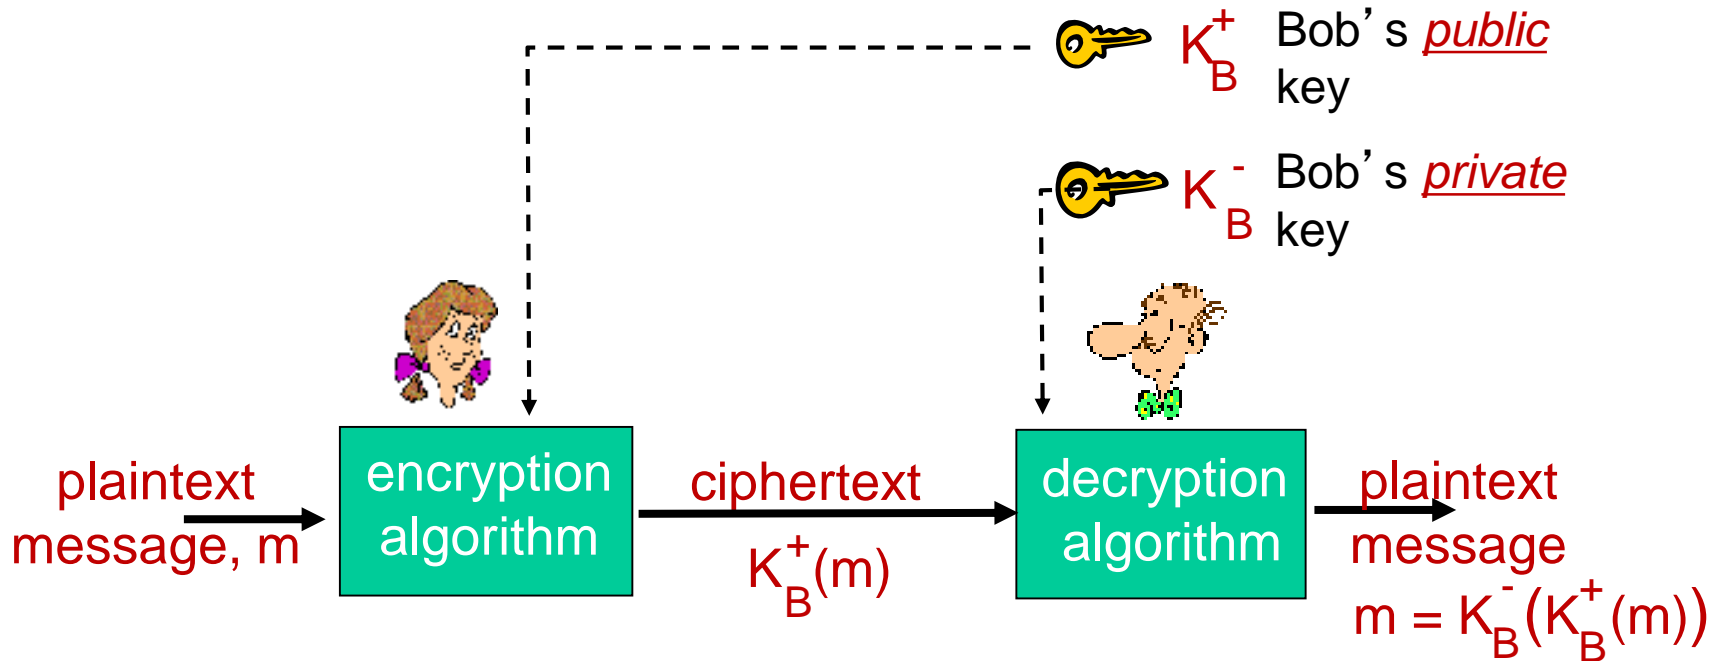 K_B^+ Bob's public
key
K_B^- Bob's private
key
plaintext
message, m
encryption
algorithm
ciphertext
K_B^+(m)
decryption
algorithm
plaintext
message
m = K_B^-(K_B^+(m))